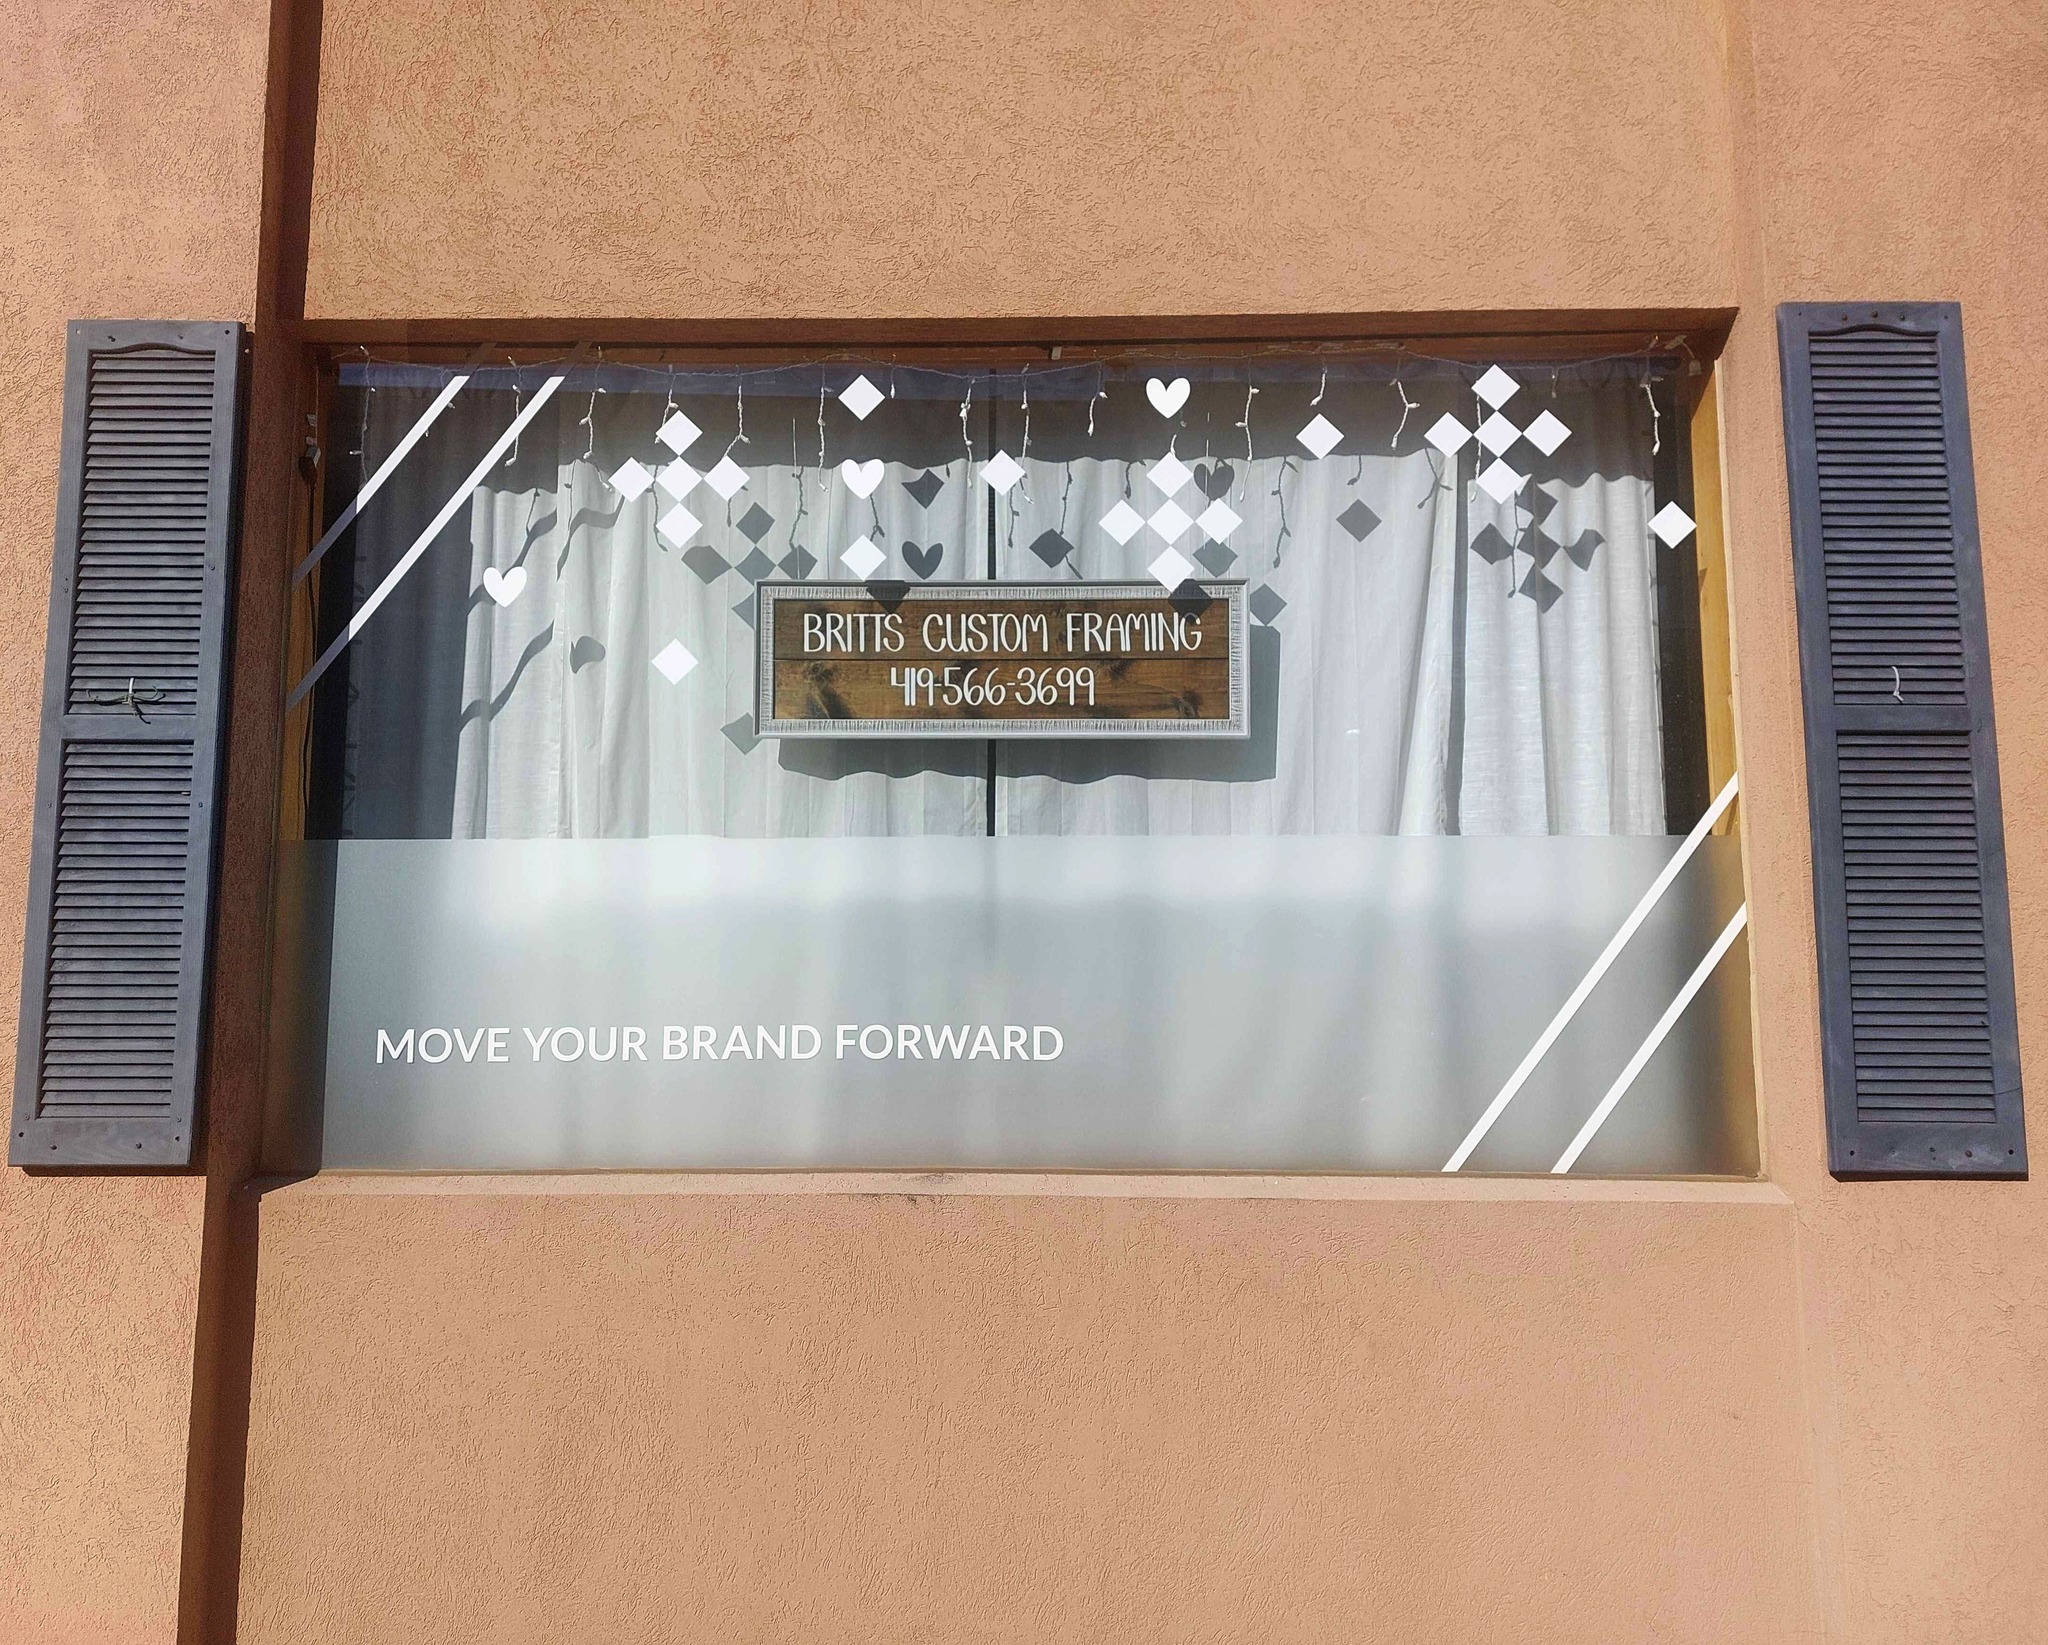 BRITTS CUSTOM FRAMING
419-566-3699
MOVE YOUR BRAND FORWARD